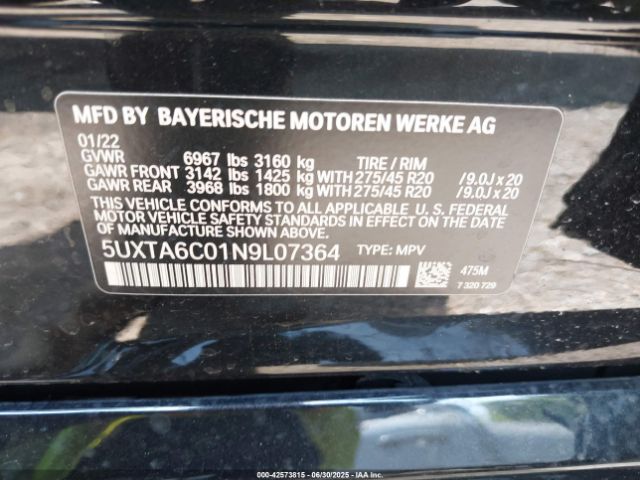 MFD BY BAYERISCHE MOTOREN WERKE AG
01/22
GVWR 6967 lbs 3160 kg TIRE / RIM
GAWR FRONT 3142 lbs 1425 kg WITH 275/45 R20 / 9.0J x 20
GAWR REAR 3968 lbs 1800 kg WITH 275/45 R20 / 9.0J x 20
THIS VEHICLE CONFORMS TO ALL APPLICABLE U. S. FEDERAL
MOTOR VEHICLE SAFETY STANDARDS IN EFFECT ON THE
DATE OF MANUFACTURE SHOWN ABOVE.
5UXTA6C01N9L07364 TYPE: MPV
475M
7 320 729
000-42573815 - 06/30/2025 - IAA Inc.